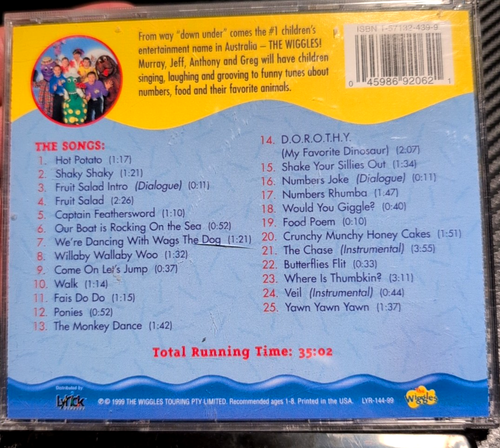 From way "down under" comes the #1 children's
entertainment name in Australia – THE WIGGLES!
Murray, Jeff, Anthony and Greg will have children
singing, laughing and grooving to funny tunes about
numbers, food and their favorite animals.
ISBN 1-57132-439-9
0 45986 92062 1
THE SONGS:
1. Hot Potato (1:17)
2. Shaky Shaky (1:21)
3. Fruit Salad Intro (Dialogue) (0:11)
4. Fruit Salad (2:26)
5. Captain Feathersword (1:10)
6. Our Boat is Rocking On the Sea (0:52)
7. We're Dancing With Wags The Dog (1:21)
8. Willaby Wallaby Woo (1:32)
9. Come On Let's Jump (0:37)
10. Walk (1:14)
11. Fais Do Do (1:15)
12. Ponies (0:52)
13. The Monkey Dance (1:42)
14. D.O.R.O.T.H.Y.
(My Favorite Dinosaur) (2:07)
15. Shake Your Sillies Out (1:34)
16. Numbers Joke (Dialogue) (0:11)
17. Numbers Rhumba (1:47)
18. Would You Giggle? (0:40)
19. Food Poem (0:10)
20. Crunchy Munchy Honey Cakes (1:51)
21. The Chase (Instrumental) (3:55)
22. Butterflies Flit (0:33)
23. Where Is Thumbkin? (3:11)
24. Veil (Instrumental) (0:44)
25. Yawn Yawn Yawn (1:37)
Total Running Time: 35:02
Distributed by
Lyrick
℗© 1999 THE WIGGLES TOURING PTY LIMITED. Recommended ages 1-8. Printed in the USA. LYR-144-99
Wiggles